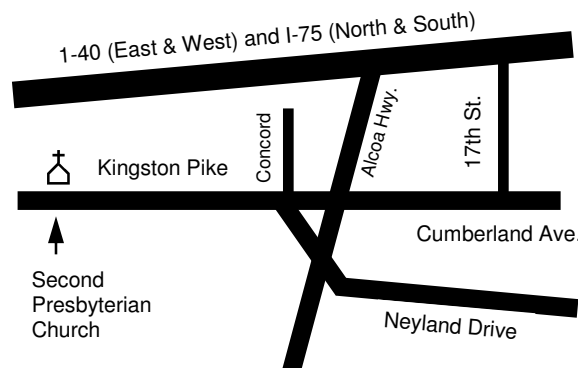 1-40 (East & West) and I-75 (North & South)
Concord
Alcoa Hwy.
17th St.
Kingston Pike
Cumberland Ave.
Second
Presbyterian
Church
Neyland Drive